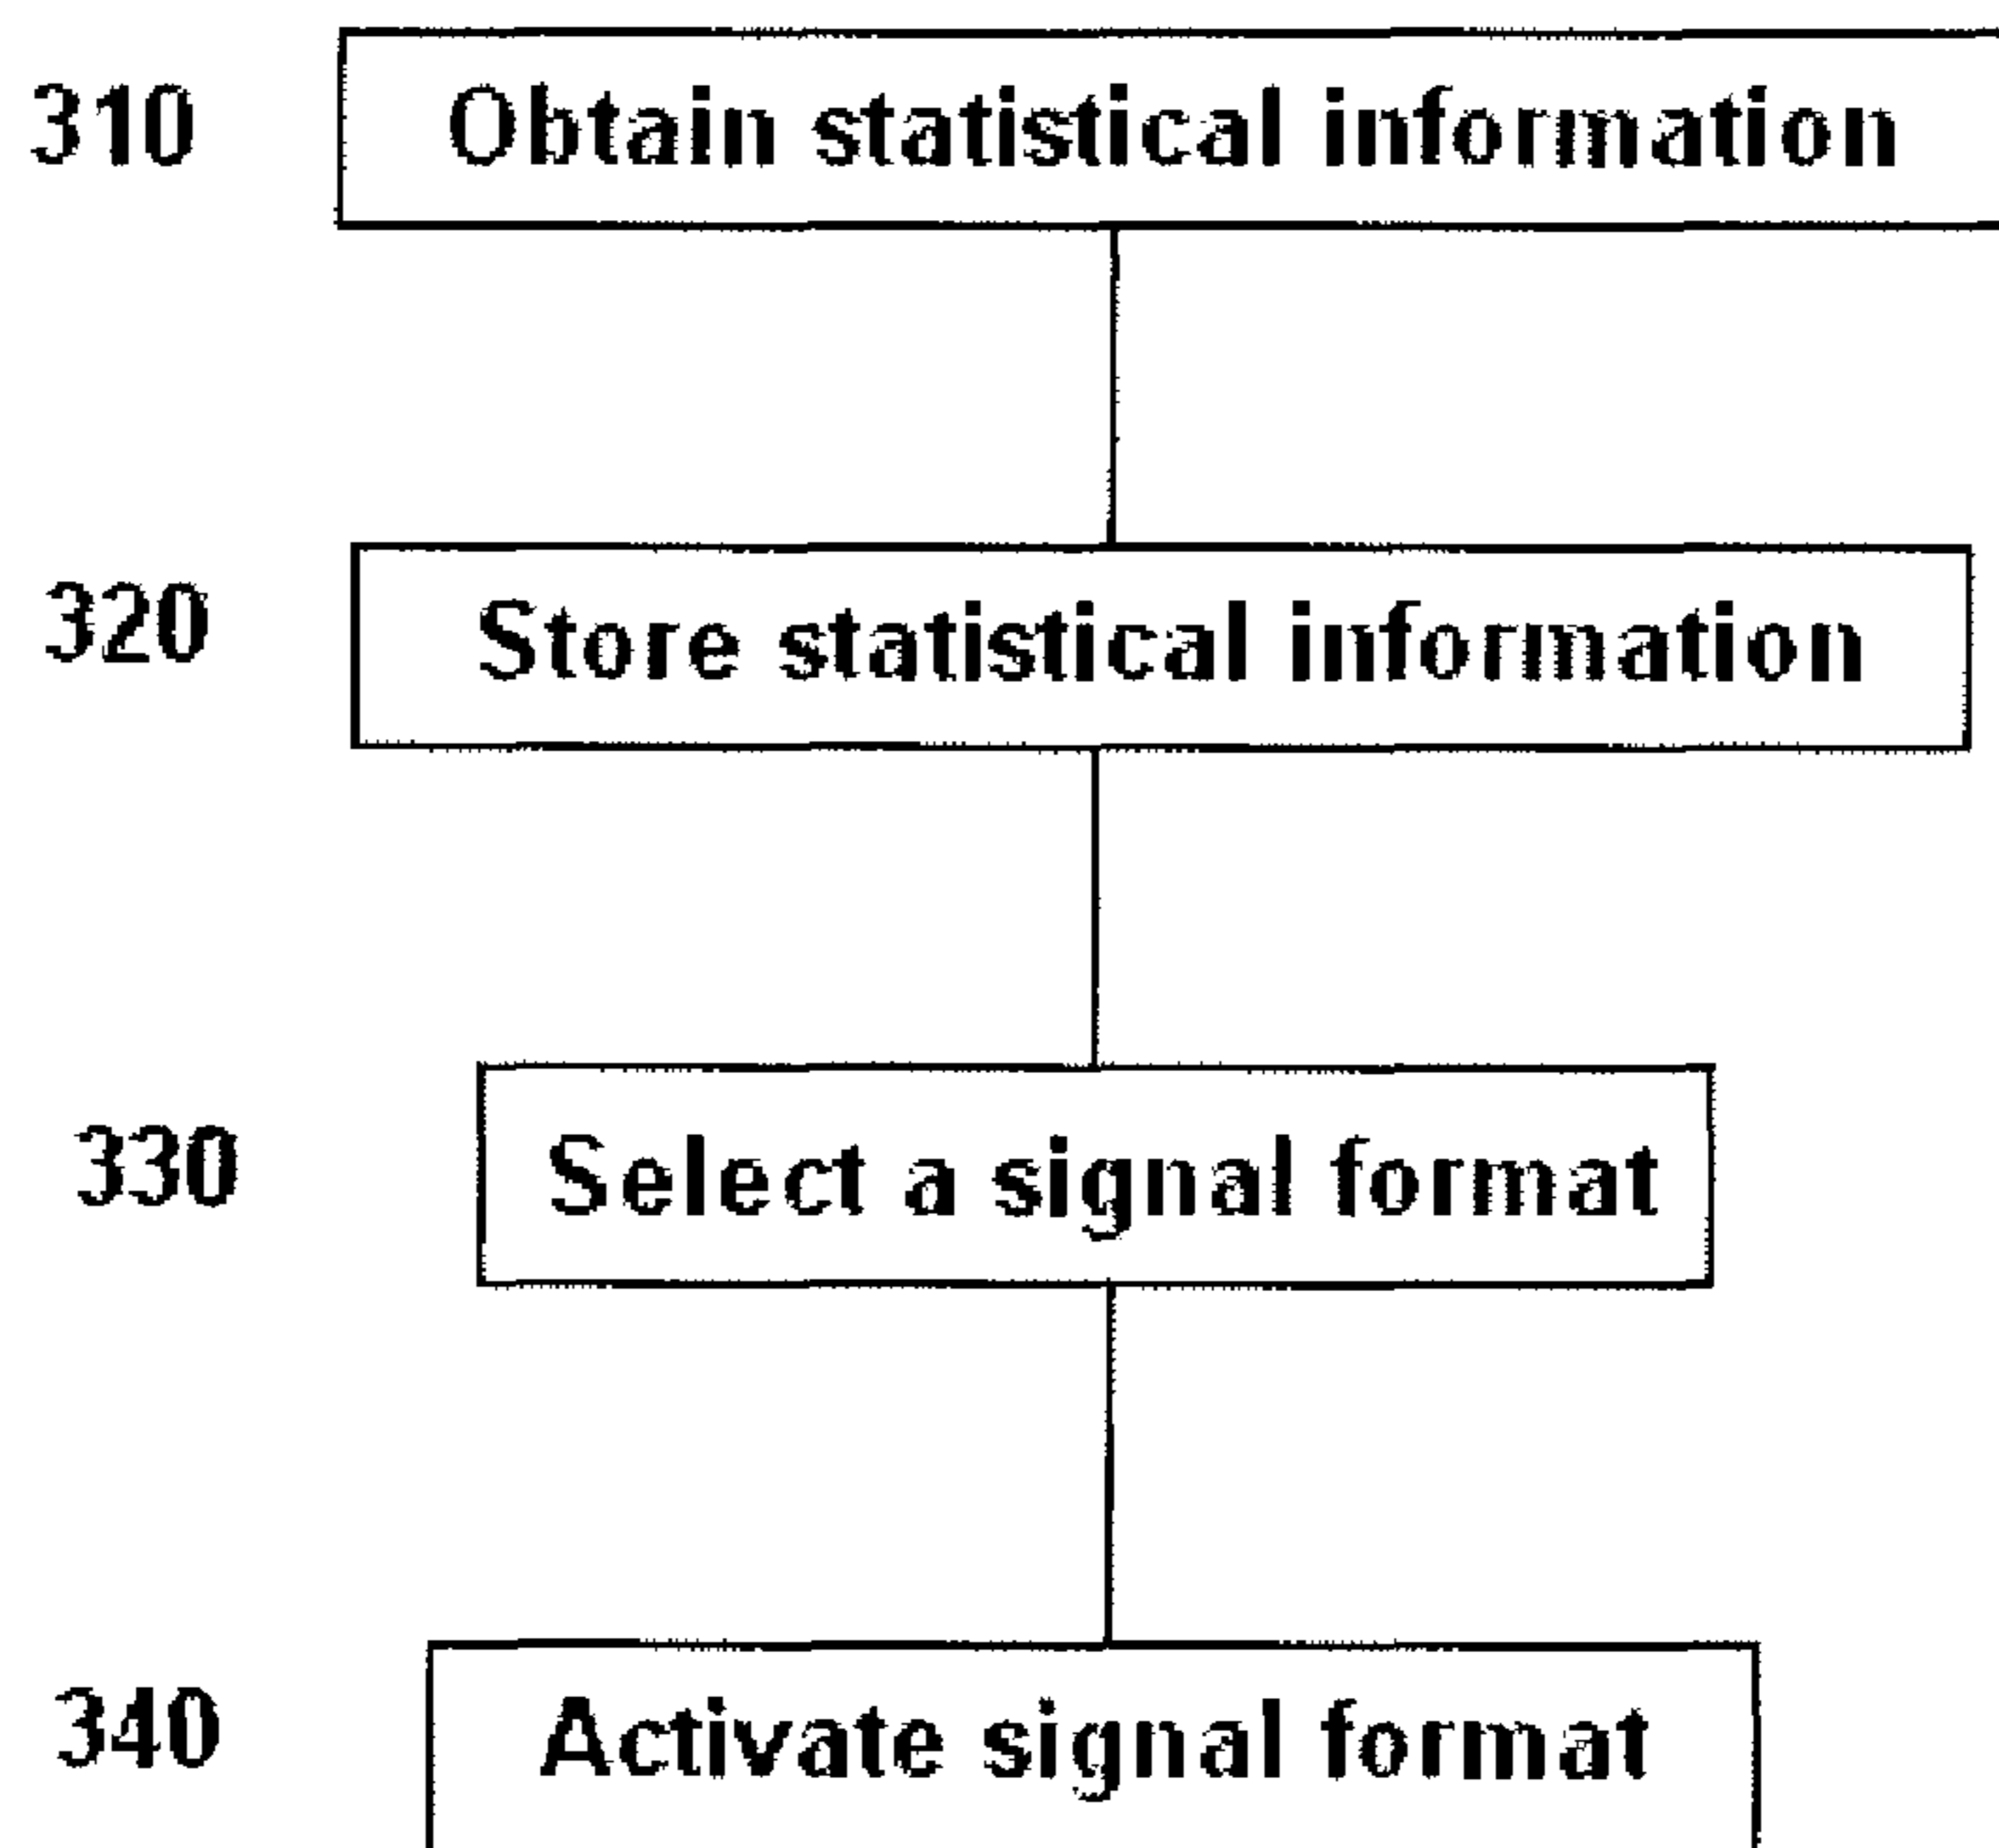 310 Obtain statistical information
320 Store statistical information
330 Select a signal format
340 Activate signal format